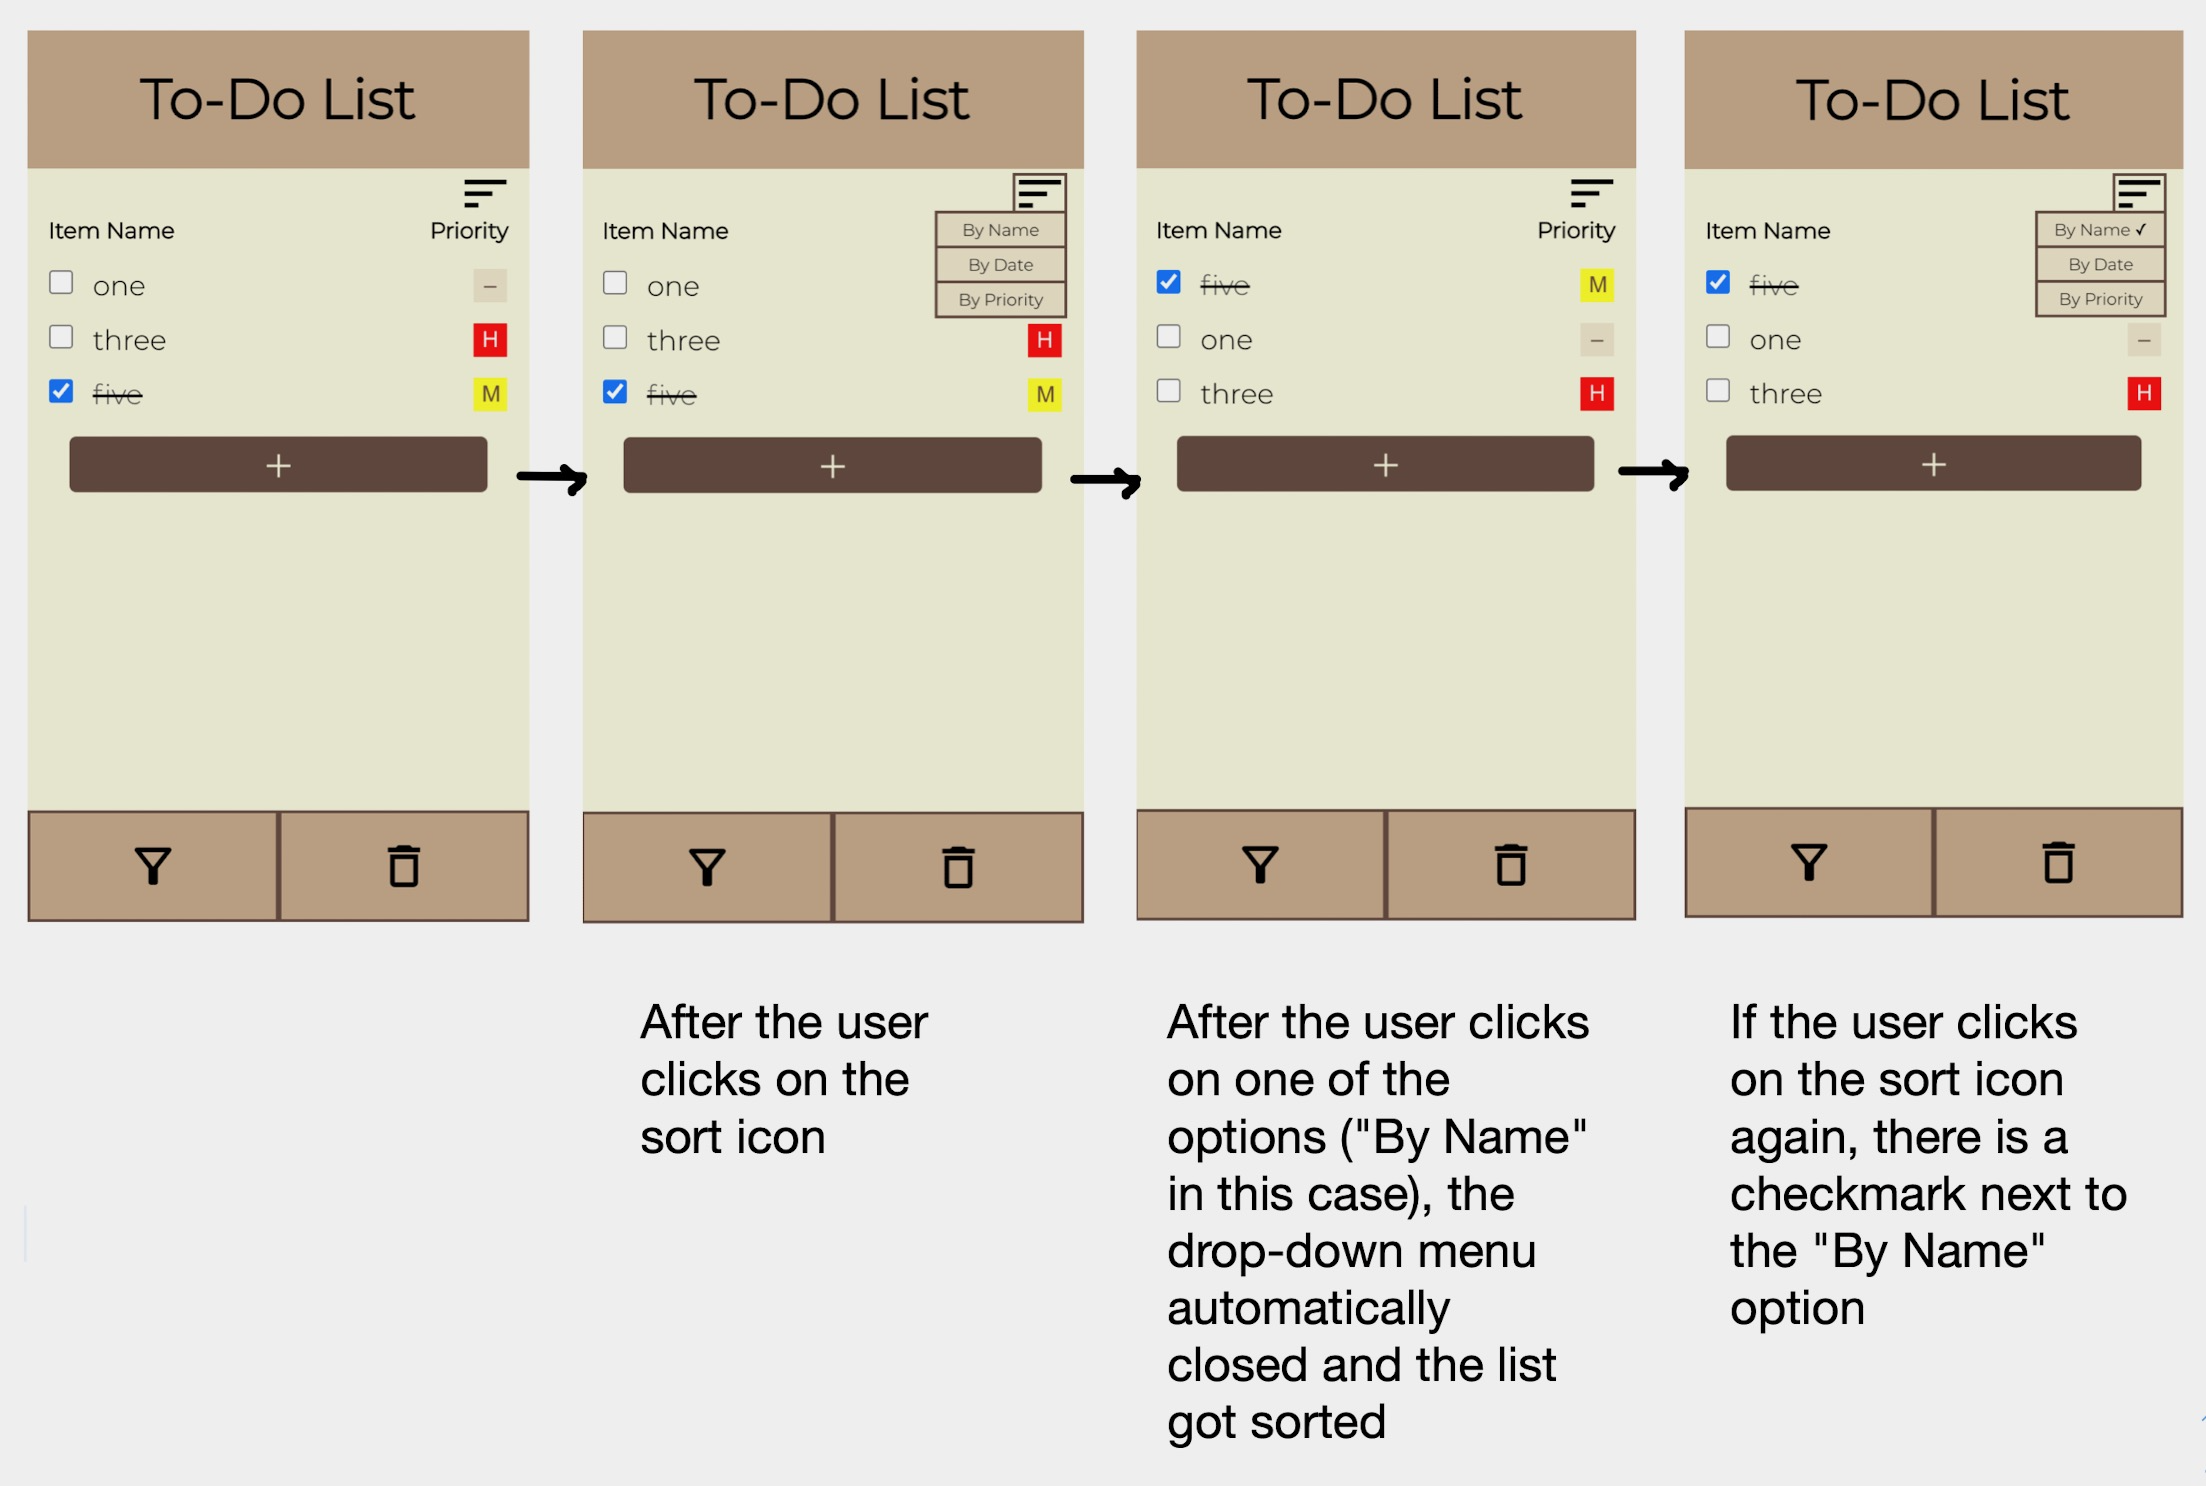 To-Do List
Item Name Priority
one –
three H
five M
+
To-Do List
By Name
Item Name
By Date
one
By Priority
three H
five M
+
After the user
clicks on the
sort icon
To-Do List
Item Name Priority
five M
one –
three H
+
After the user clicks
on one of the
options ("By Name"
in this case), the
drop-down menu
automatically
closed and the list
got sorted
To-Do List
Item Name
By Name ✓
By Date
five
By Priority
one –
three H
+
If the user clicks
on the sort icon
again, there is a
checkmark next to
the "By Name"
option